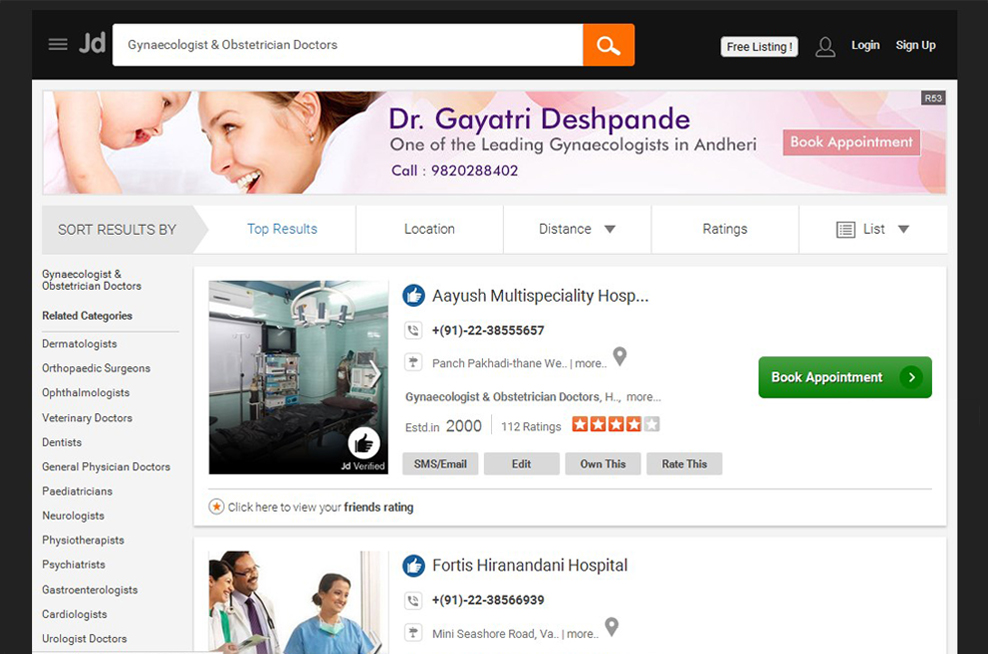 Jd
Gynaecologist & Obstetrician Doctors
Free Listing !
Login
Sign Up
R53
Dr. Gayatri Deshpande
One of the Leading Gynaecologists in Andheri
Book Appointment
Call : 9820288402
SORT RESULTS BY
Top Results
Location
Distance
Ratings
List
Gynaecologist &
Obstetrician Doctors
Related Categories
Dermatologists
Orthopaedic Surgeons
Ophthalmologists
Veterinary Doctors
Dentists
General Physician Doctors
Paediatricians
Neurologists
Physiotherapists
Psychiatrists
Gastroenterologists
Cardiologists
Urologist Doctors
Jd Verified
Aayush Multispeciality Hosp...
+(91)-22-38555657
Panch Pakhadi-thane We.. | more..
Gynaecologist & Obstetrician Doctors, H.., more...
Estd.in 2000 112 Ratings
Book Appointment
SMS/Email
Edit
Own This
Rate This
Click here to view your friends rating
Fortis Hiranandani Hospital
+(91)-22-38566939
Mini Seashore Road, Va.. | more..